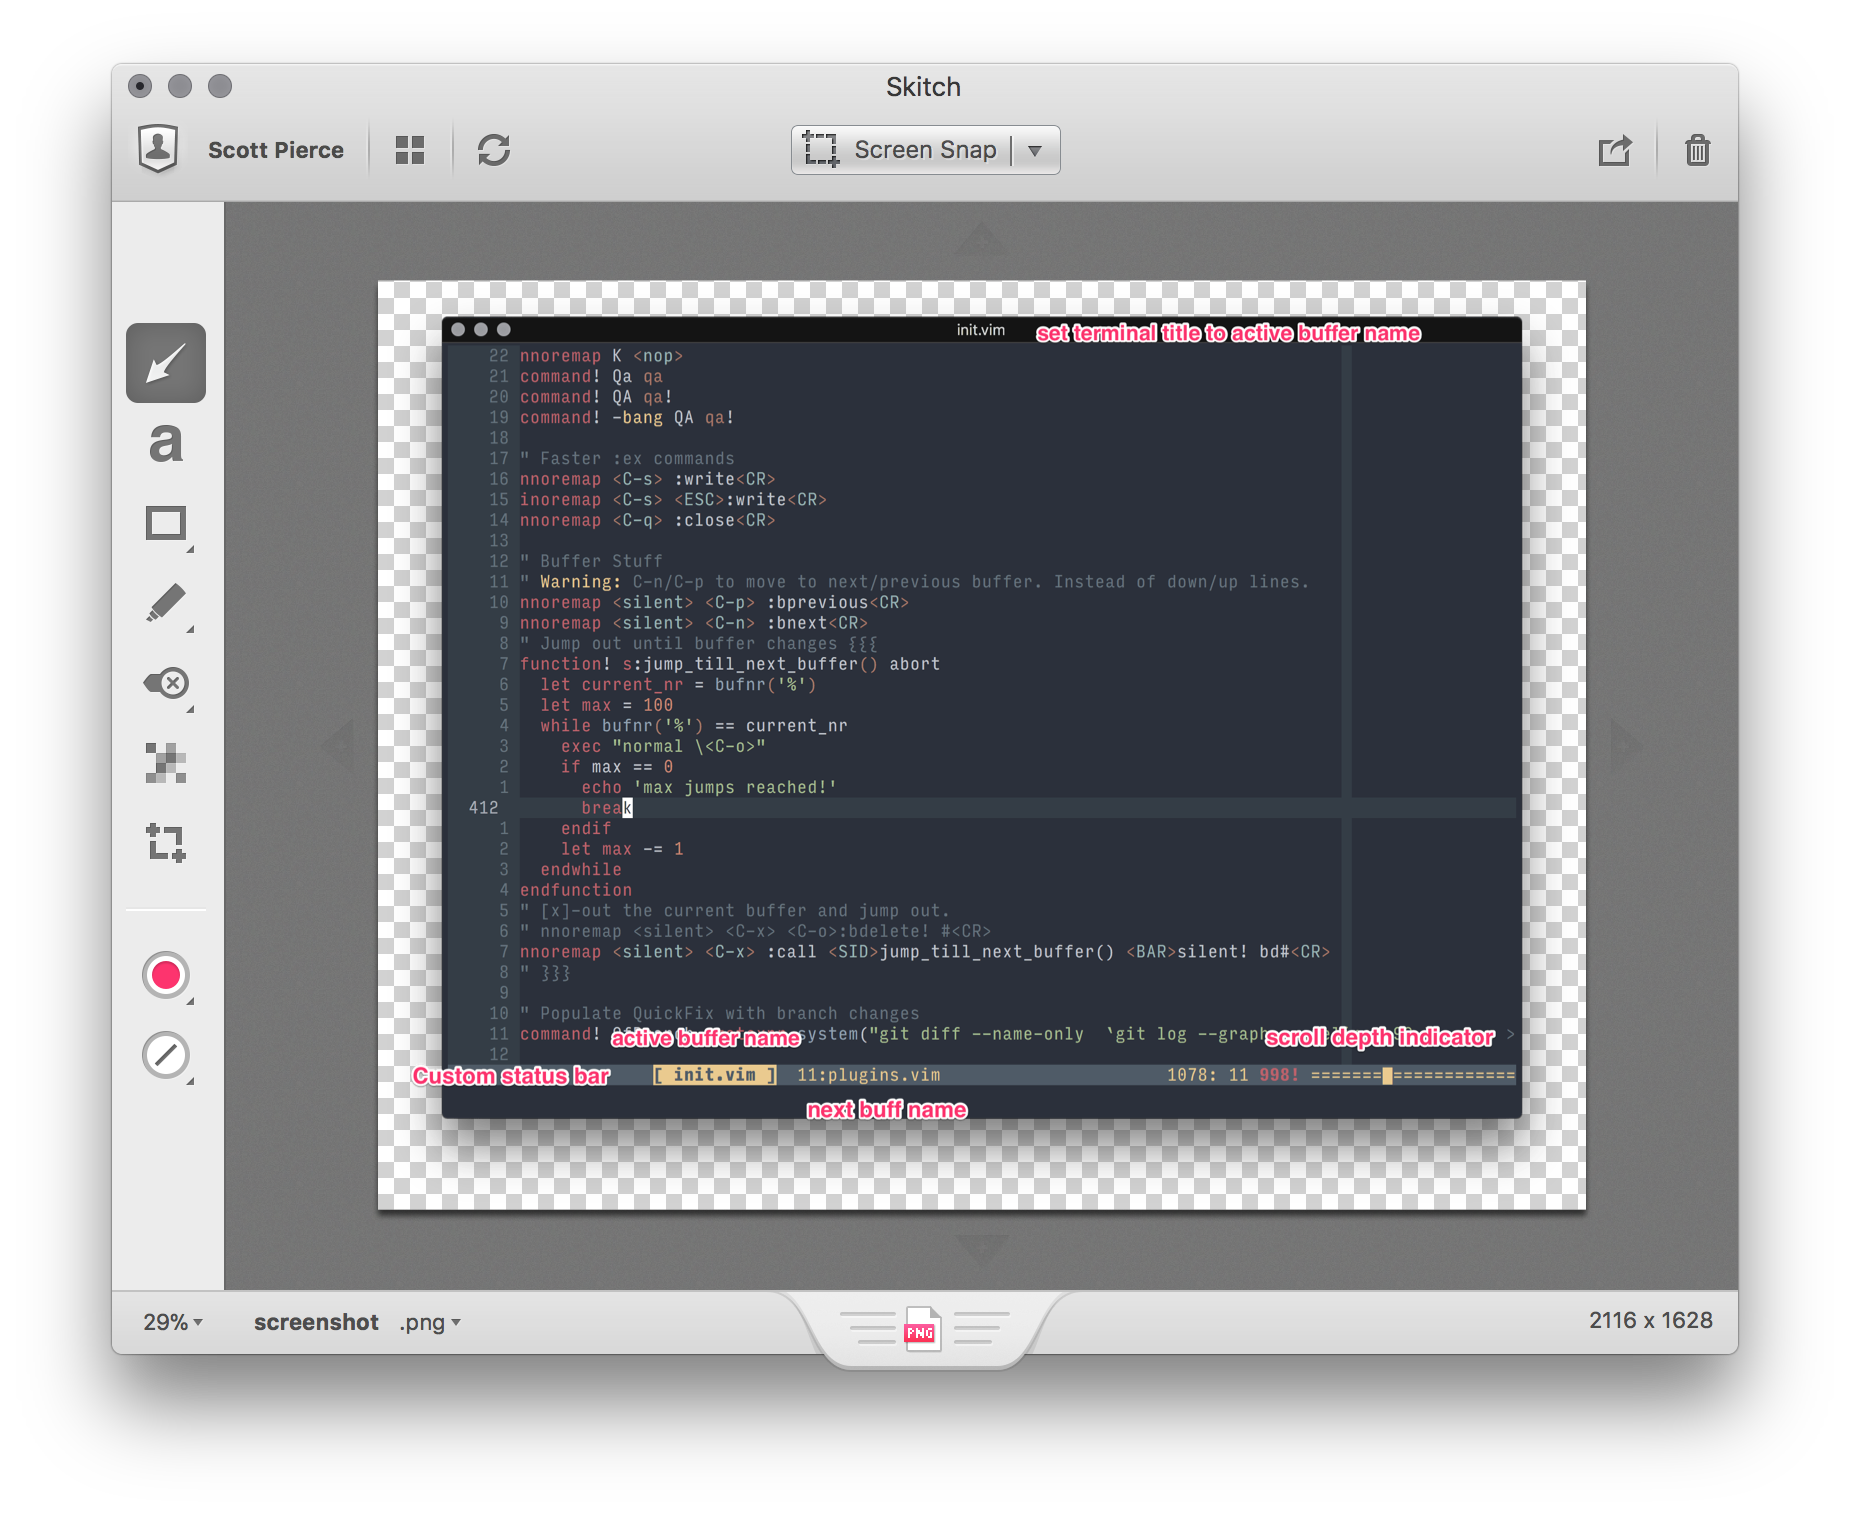 Skitch
Scott Pierce
Screen Snap
a
init.vim set terminal title to active buffer name
22 nnoremap K <nop>
21 command! Qa qa
20 command! QA qa!
19 command! -bang QA qa!
18
17 " Faster :ex commands
16 nnoremap <C-s> :write<CR>
15 inoremap <C-s> <ESC>:write<CR>
14 nnoremap <C-q> :close<CR>
13
12 " Buffer Stuff
11 " Warning: C-n/C-p to move to next/previous buffer. Instead of down/up lines.
10 nnoremap <silent> <C-p> :bprevious<CR>
9 nnoremap <silent> <C-n> :bnext<CR>
8 " Jump out until buffer changes {{{
7 function! s:jump_till_next_buffer() abort
6 let current_nr = bufnr('%')
5 let max = 100
4 while bufnr('%') == current_nr
3 exec "normal \<C-o>"
2 if max == 0
1 echo 'max jumps reached!'
412 break
1 endif
2 let max -= 1
3 endwhile
4 endfunction
5 " [x]-out the current buffer and jump out.
6 " nnoremap <silent> <C-x> <C-o>:bdelete! #<CR>
7 nnoremap <silent> <C-x> :call <SID>jump_till_next_buffer() <BAR>silent! bd#<CR>
8 " }}}
9
10 " Populate QuickFix with branch changes
11 command! system("git diff --name-only `git log --graph >
active buffer name scroll depth indicator
12
Custom status bar [ init.vim ] 11:plugins.vim 1078: 11 998! =======█============
next buff name
29% screenshot .png PNG 2116 x 1628